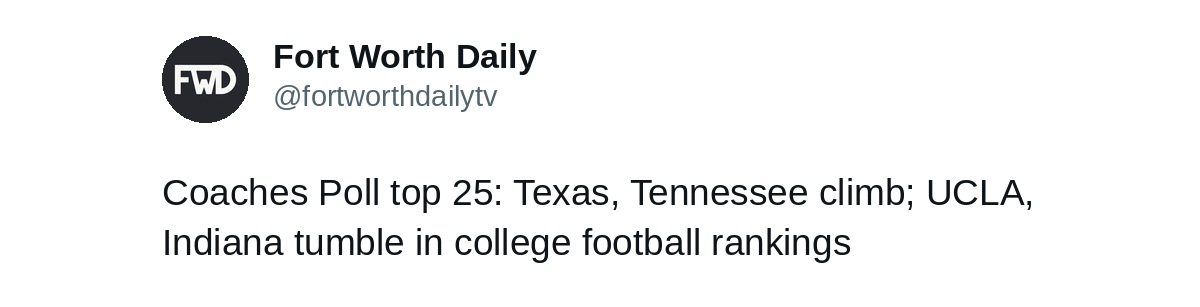 FWD
Fort Worth Daily
@fortworthdailytv
Coaches Poll top 25: Texas, Tennessee climb; UCLA,
Indiana tumble in college football rankings